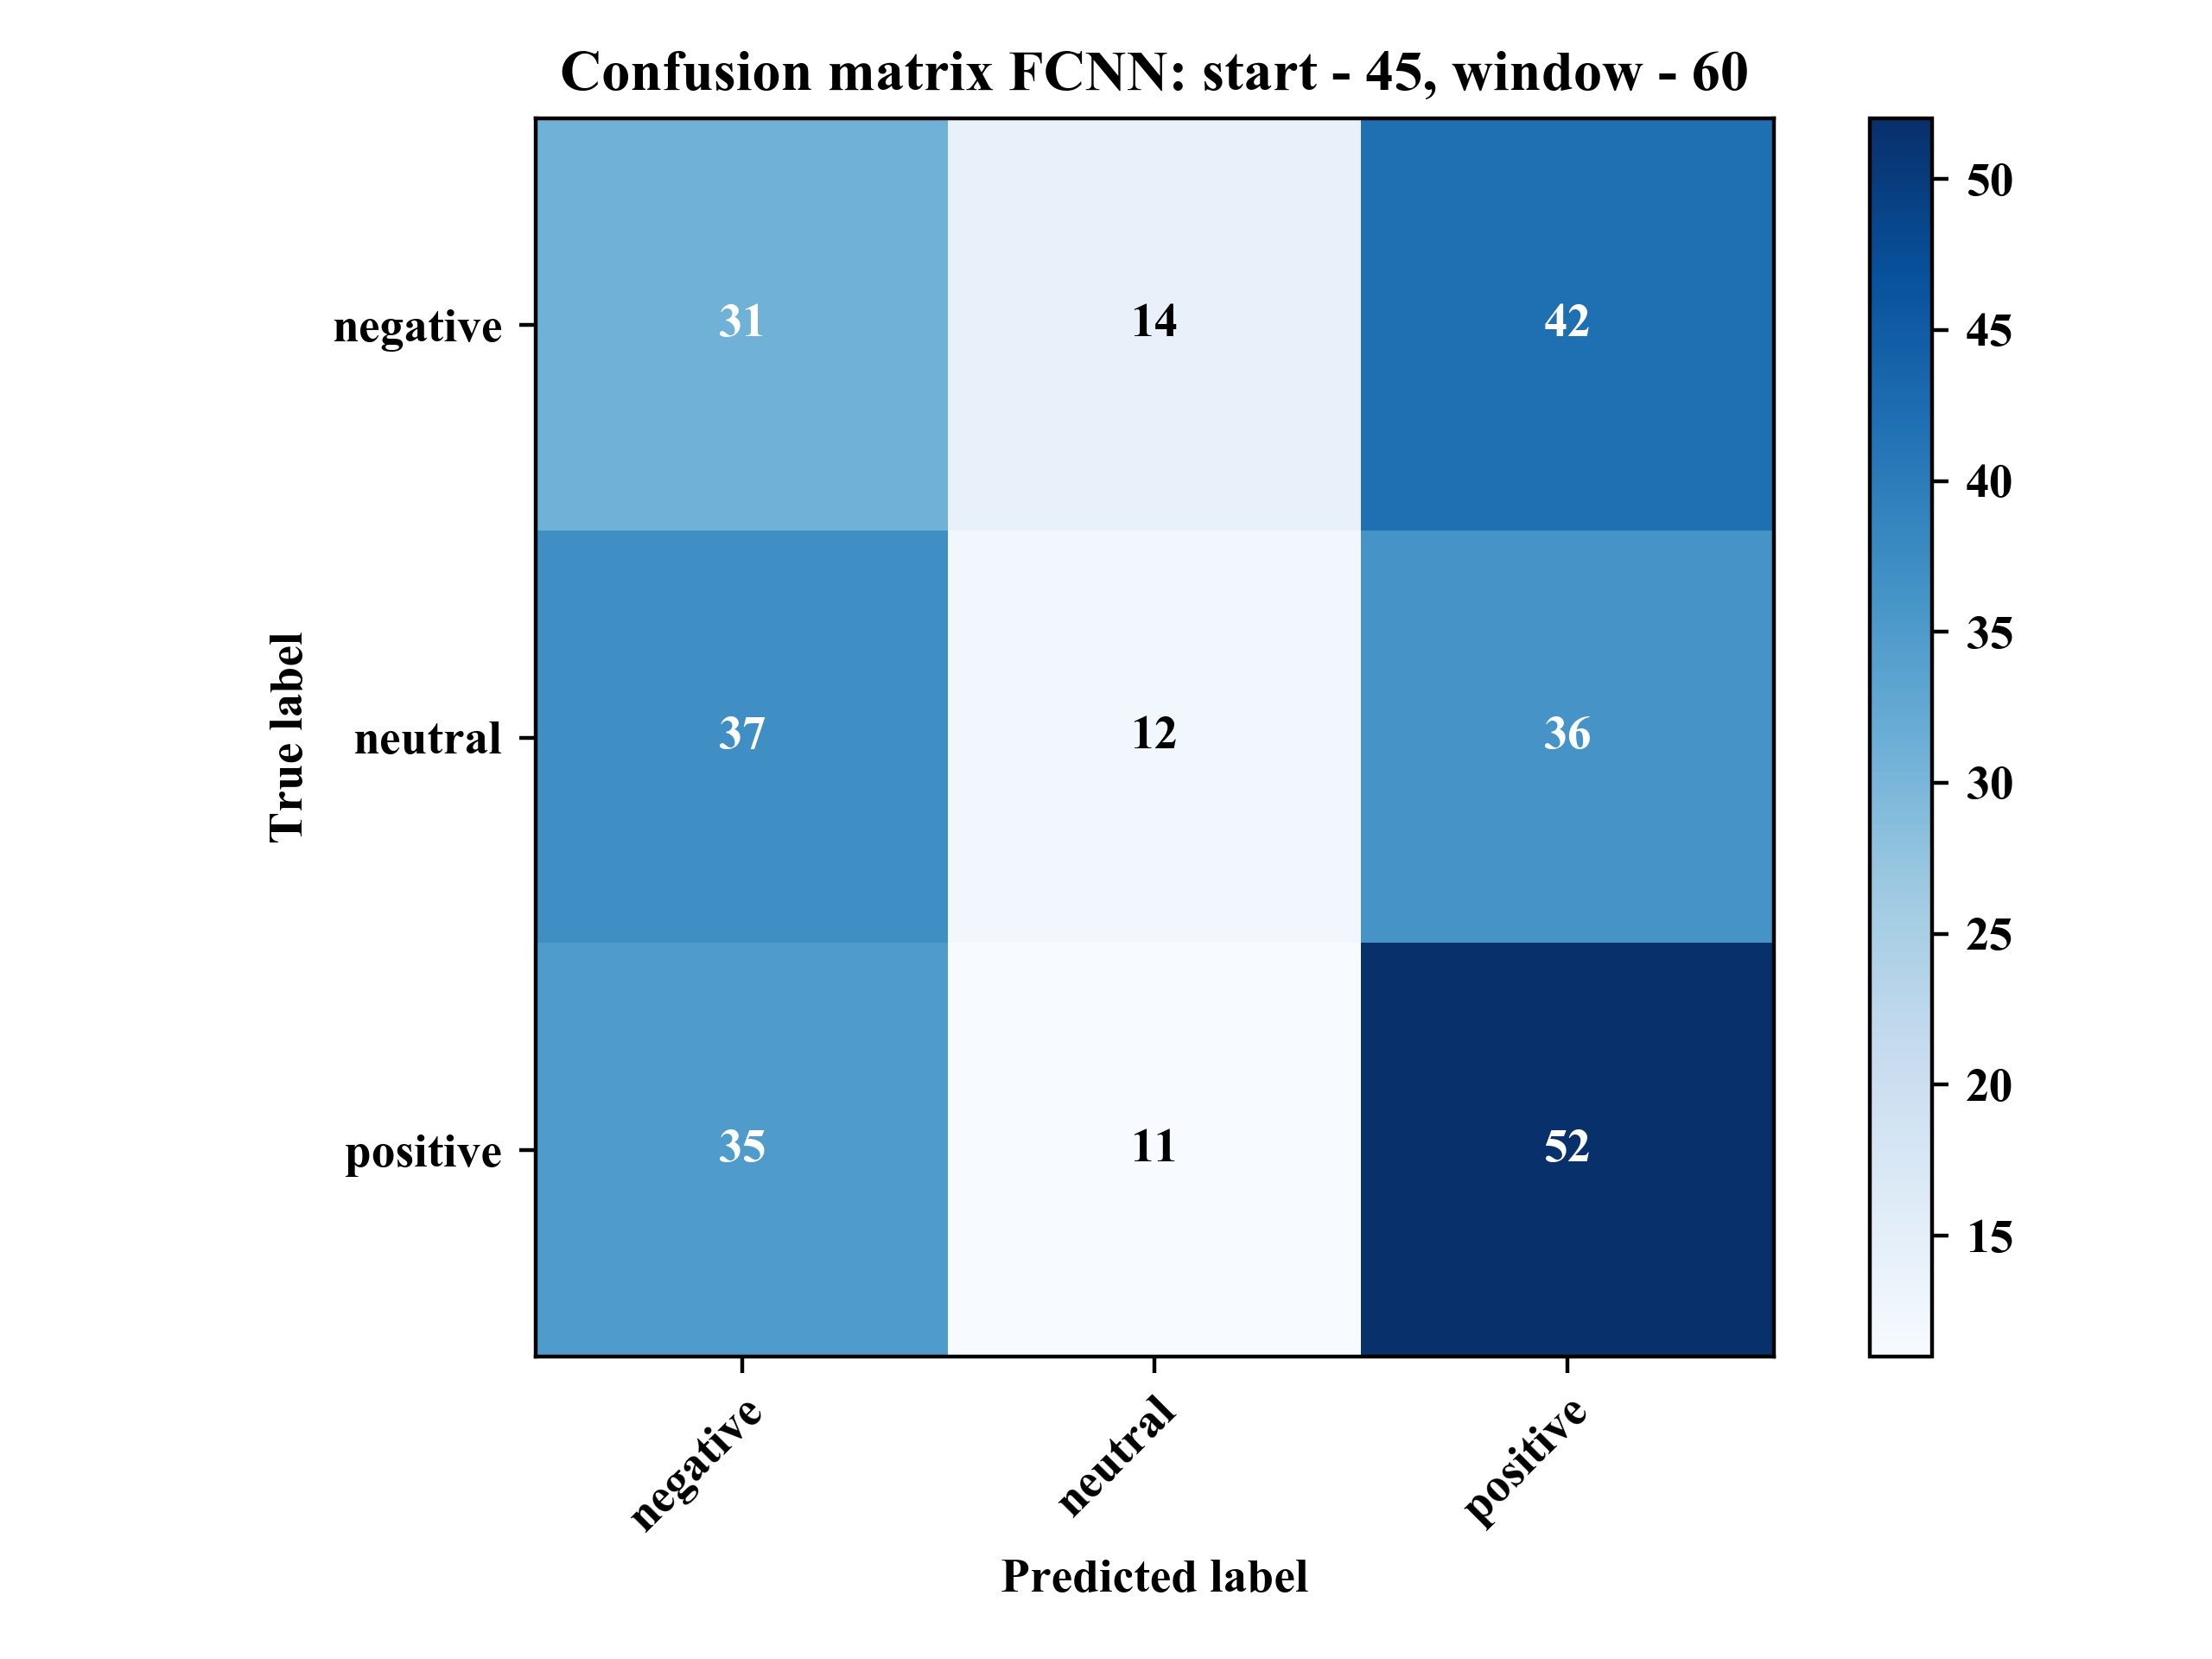 Confusion matrix FCNN: start - 45, window - 60
True label
negative 31 14 42
neutral 37 12 36
positive 35 11 52
negative neutral positive
Predicted label
50
45
40
35
30
25
20
15